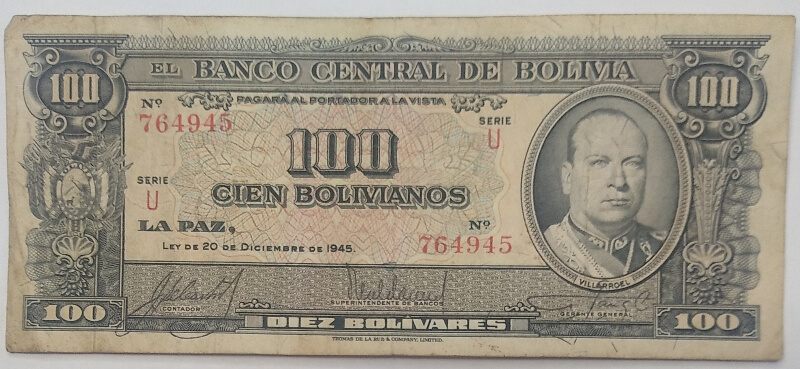 EL BANCO CENTRAL DE BOLIVIA
100
100
Nº PAGARA AL PORTADOR A LA VISTA
764945
SERIE
U
100
SERIE
U
CIEN BOLIVIANOS
LA PAZ,
Nº
764945
LEY DE 20 DE DICIEMBRE DE 1945.
VILLARROEL
CONTADOR
SUPERINTENDENTE DE BANCOS
GERENTE GENERAL
100
DIEZ BOLIVARES
100
THOMAS DE LA RUE & COMPANY, LIMITED.